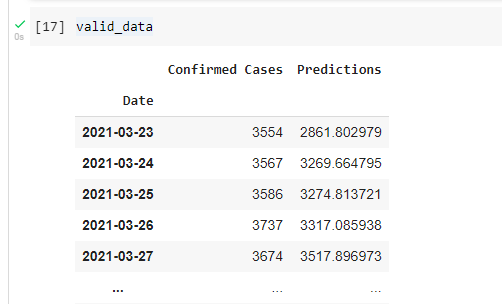 [17] valid_data
0s
Confirmed Cases Predictions
Date
2021-03-23 3554 2861.802979
2021-03-24 3567 3269.664795
2021-03-25 3586 3274.813721
2021-03-26 3737 3317.085938
2021-03-27 3674 3517.896973
... ... ...